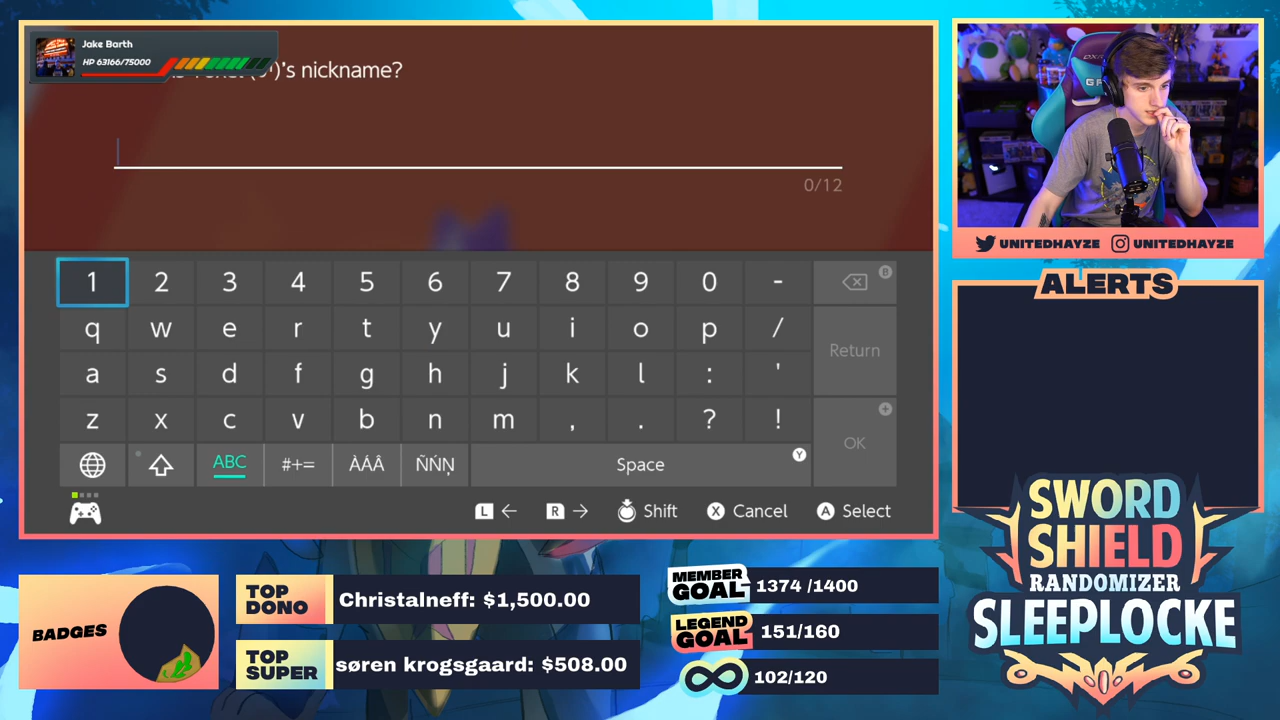 Jake Barth
HP 63166/75000
's nickname?
0/12
1 2 3 4 5 6 7 8 9 0 -
q w e r t y u i o p /
Return
a s d f g h j k l : '
z x c v b n m , . ? !
OK
ABC #+= ÀÁÂ ÑŃŅ Space Y
L ← R → Shift X Cancel A Select
UNITEDHAYZE UNITEDHAYZE
ALERTS
SWORD
SHIELD
RANDOMIZER
SLEEPLOCKE
BADGES
TOP
DONO
Christalneff: $1,500.00
TOP
SUPER
søren krogsgaard: $508.00
MEMBER
GOAL
1374 /1400
LEGEND
GOAL
151/160
102/120